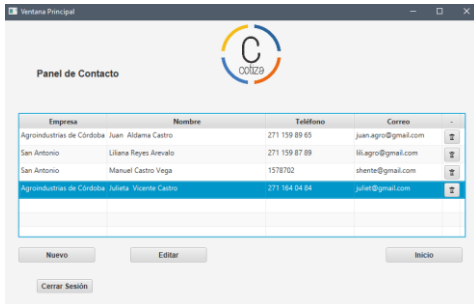 Ventana Principal
C
cotiza
Panel de Contacto
Empresa Nombre Teléfono Correo -
Agroindustrias de Córdoba Juan Aldama Castro 271 159 89 65 juan.agro@gmail.com
San Antonio Liliana Reyes Arevalo 271 159 87 89 lili.agro@gmail.com
San Antonio Manuel Castro Vega 1578702 shente@gmail.com
Agroindustrias de Córdoba Julieta Vicente Castro 271 164 04 84 juliet@gmail.com
Nuevo Editar Inicio
Cerrar Sesión